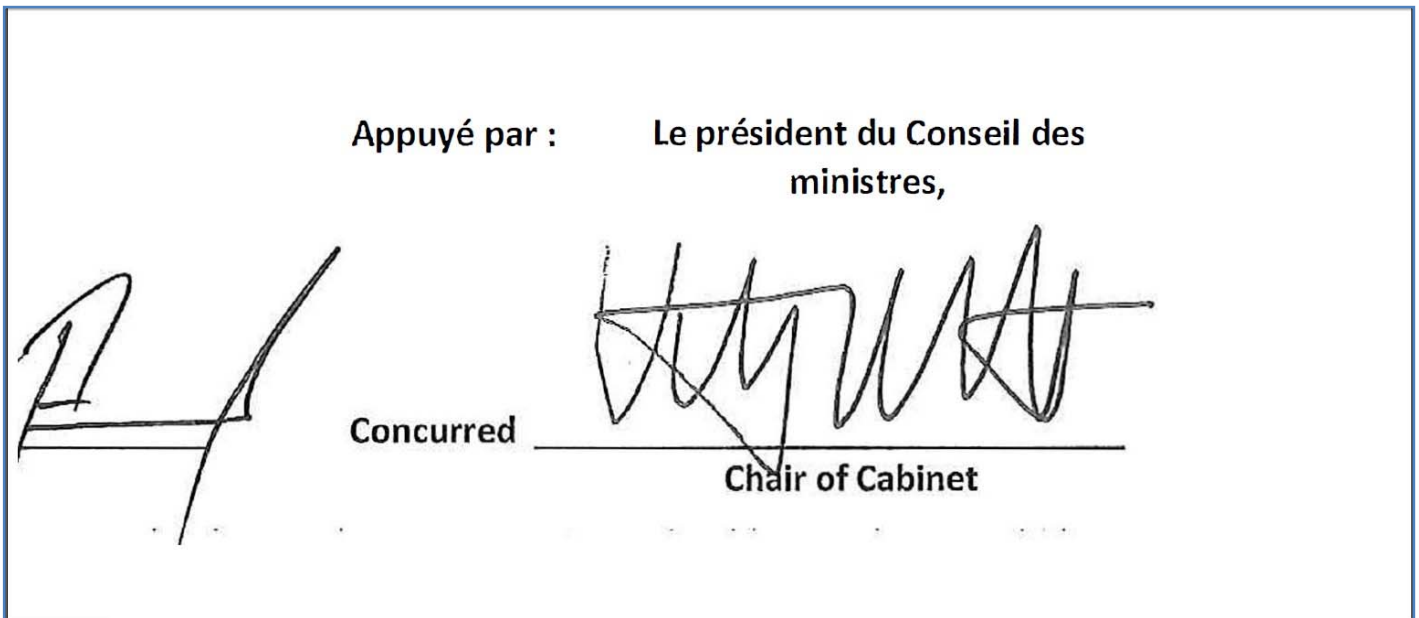 Appuyé par :
Le président du Conseil des
ministres,
Concurred
Chair of Cabinet